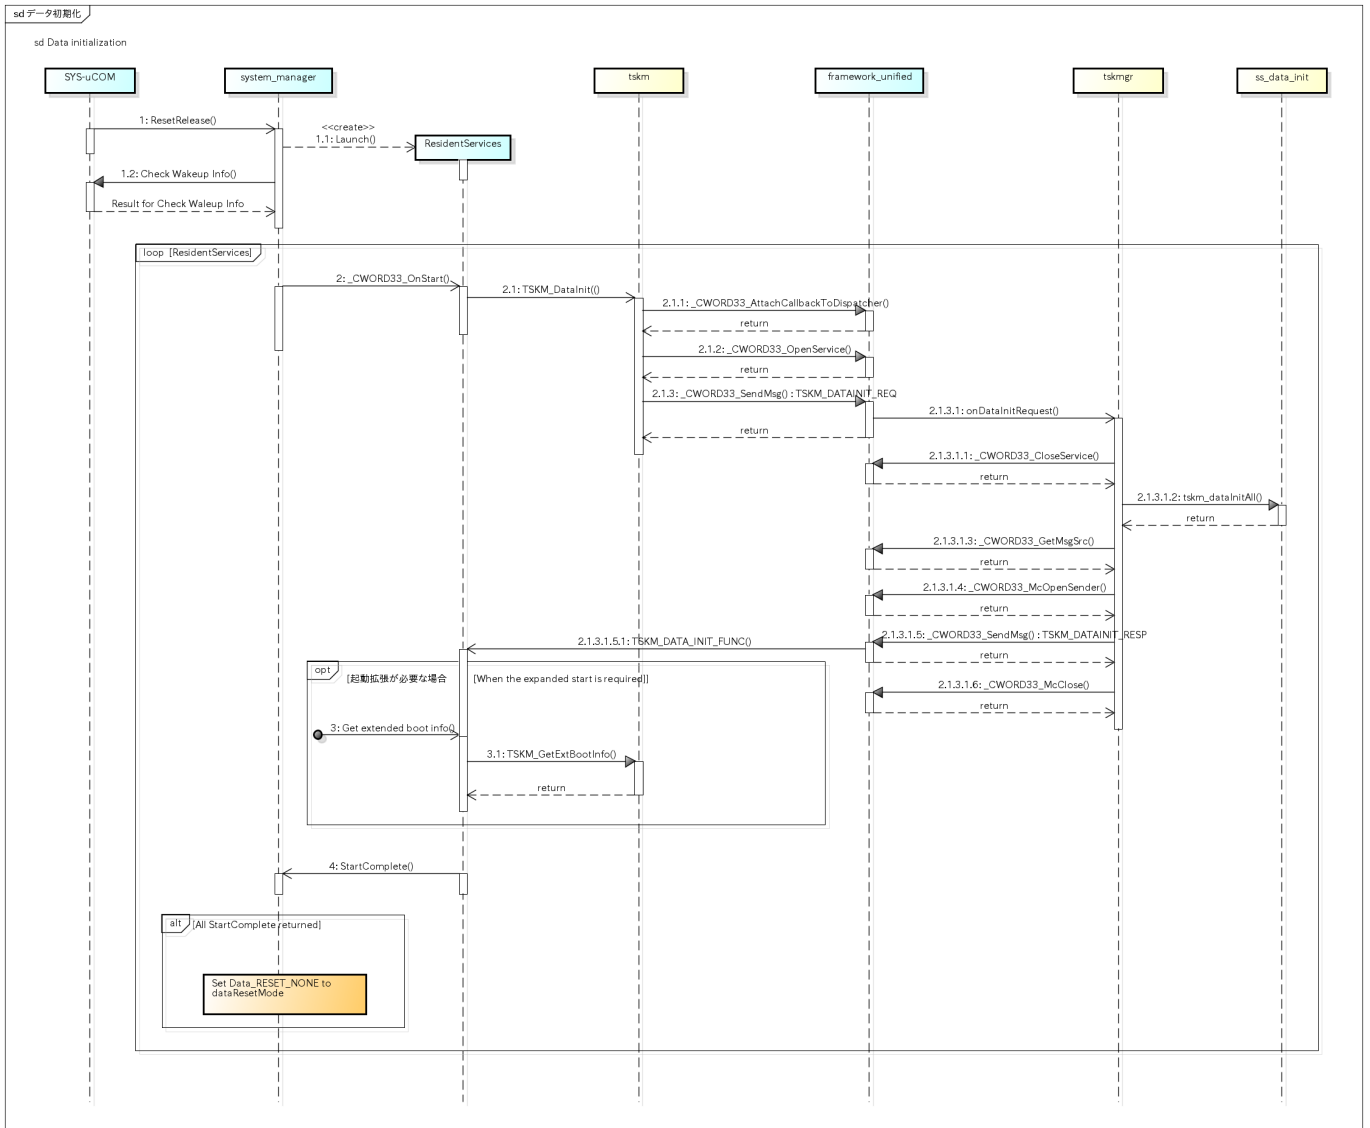 sd データ初期化
sd Data initialization
SYS-uCOM
system_manager
tskm
framework_unified
tskmgr
ss_data_init
1: ResetRelease()
<<create>>
1.1: Launch()
ResidentServices
1.2: Check Wakeup Info()
Result for Check Waleup Info
loop [ResidentServices]
2: _CWORD33_OnStart()
2.1: TSKM_DataInit(()
2.1.1: _CWORD33_AttachCallbackToDispatcher()
return
2.1.2: _CWORD33_OpenService()
return
2.1.3: _CWORD33_SendMsg() : TSKM_DATAINIT_REQ
2.1.3.1: onDataInitRequest()
return
2.1.3.1.1: _CWORD33_CloseService()
return
2.1.3.1.2: tskm_dataInitAll()
return
2.1.3.1.3: _CWORD33_GetMsgSrc()
return
2.1.3.1.4: _CWORD33_McOpenSender()
return
2.1.3.1.5: _CWORD33_SendMsg() : TSKM_DATAINIT_RESP
2.1.3.1.5.1: TSKM_DATA_INIT_FUNC()
return
opt
[起動拡張が必要な場合 [When the expanded start is required]]
2.1.3.1.6: _CWORD33_McClose()
return
3: Get extended boot info()
3.1: TSKM_GetExtBootInfo()
return
4: StartComplete()
alt [All StartComplete returned]
Set Data_RESET_NONE to
dataResetMode